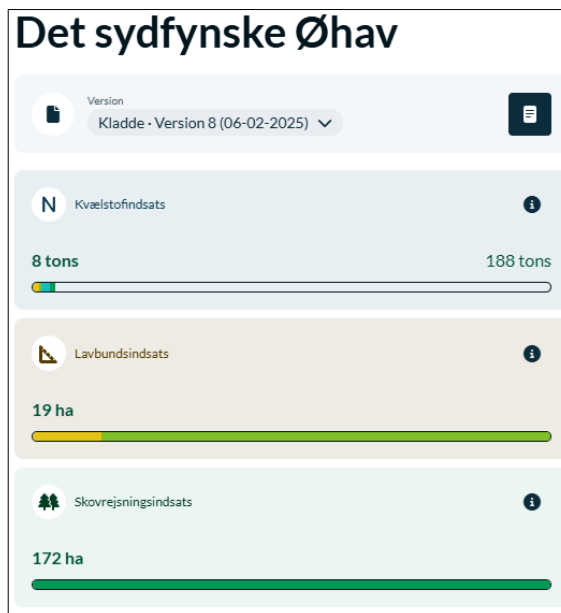 Det sydfynske Øhav
Version
Kladde · Version 8 (06-02-2025)
N Kvælstofindsats
8 tons 188 tons
Lavbundsindsats
19 ha
Skovrejsningsindsats
172 ha